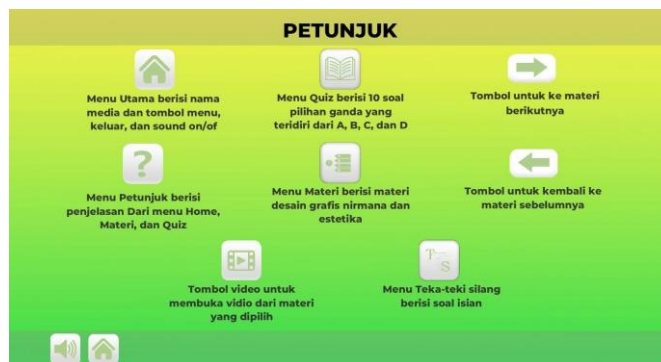 PETUNJUK
Menu Utama berisi nama
media dan tombol menu,
keluar, dan sound on/of
Menu Quiz berisi 10 soal
pilihan ganda yang
teridiri dari A, B, C, dan D
Tombol untuk ke materi
berikutnya
?
Menu Petunjuk berisi
penjelasan Dari menu Home,
Materi, dan Quiz
Menu Materi berisi materi
desain grafis nirmana dan
estetika
Tombol untuk kembali ke
materi sebelumnya
Tombol video untuk
membuka vidio dari materi
yang dipilih
T
S
Menu Teka-teki silang
berisi soal isian